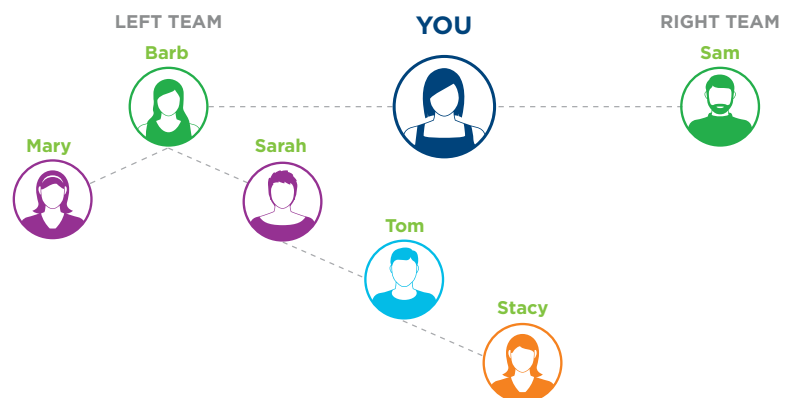 LEFT TEAM
YOU
RIGHT TEAM
Barb
Sam
Mary
Sarah
Tom
Stacy